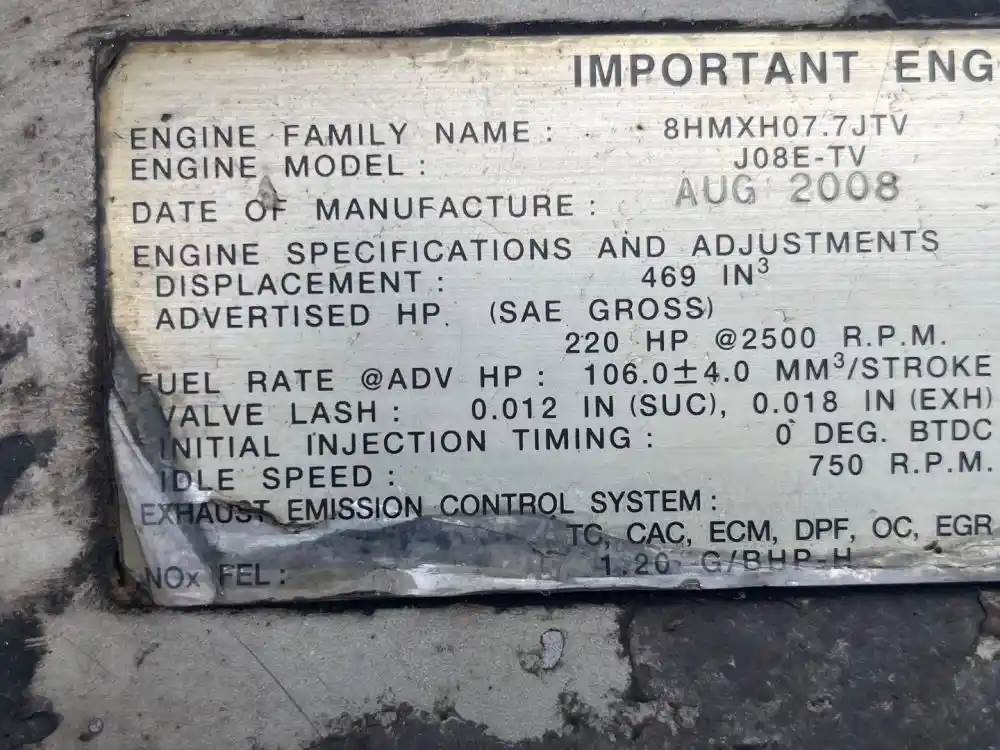 IMPORTANT ENG
ENGINE FAMILY NAME : 8HMXH07.7JTV
ENGINE MODEL : J08E-TV
DATE OF MANUFACTURE : AUG 2008
ENGINE SPECIFICATIONS AND ADJUSTMENTS
DISPLACEMENT : 469 IN³
ADVERTISED HP. (SAE GROSS)
220 HP @2500 R.P.M.
FUEL RATE @ADV HP : 106.0±4.0 MM³/STROKE
VALVE LASH : 0.012 IN (SUC), 0.018 IN (EXH)
INITIAL INJECTION TIMING : 0 DEG. BTDC
IDLE SPEED : 750 R.P.M.
EXHAUST EMISSION CONTROL SYSTEM :
TC, CAC, ECM, DPF, OC, EGR
NOx FEL : 1.20 G/BHP-H